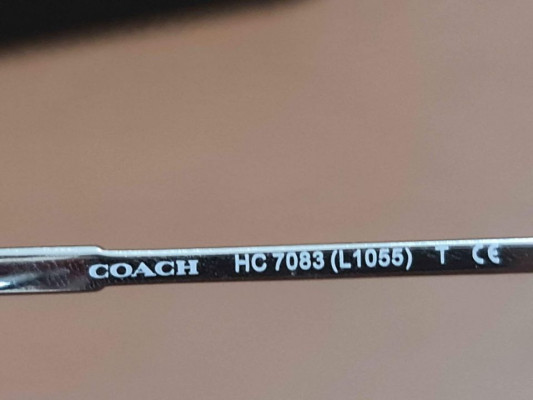 COACH HC 7083 (L1055) T CE